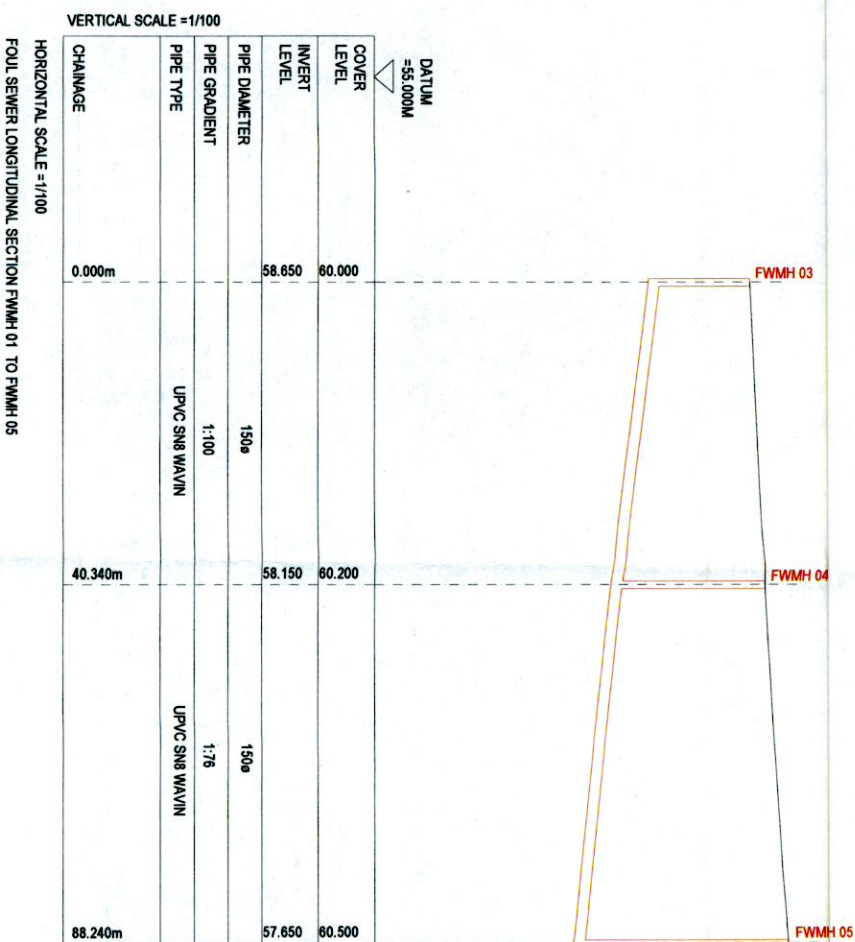 VERTICAL SCALE =1/100
DATUM
=55.000M
FWMH 03
FWMH 04
FWMH 05
COVER
LEVEL
60.000
60.200
60.500
INVERT
LEVEL
58.650
58.150
57.650
PIPE DIAMETER
150ø
150ø
PIPE GRADIENT
1:100
1:76
PIPE TYPE
UPVC SN8 WAVIN
UPVC SN8 WAVIN
CHAINAGE
0.000m
40.340m
88.240m
HORIZONTAL SCALE =1/100
FOUL SEWER LONGITUDINAL SECTION FWMH 01 TO FWMH 05